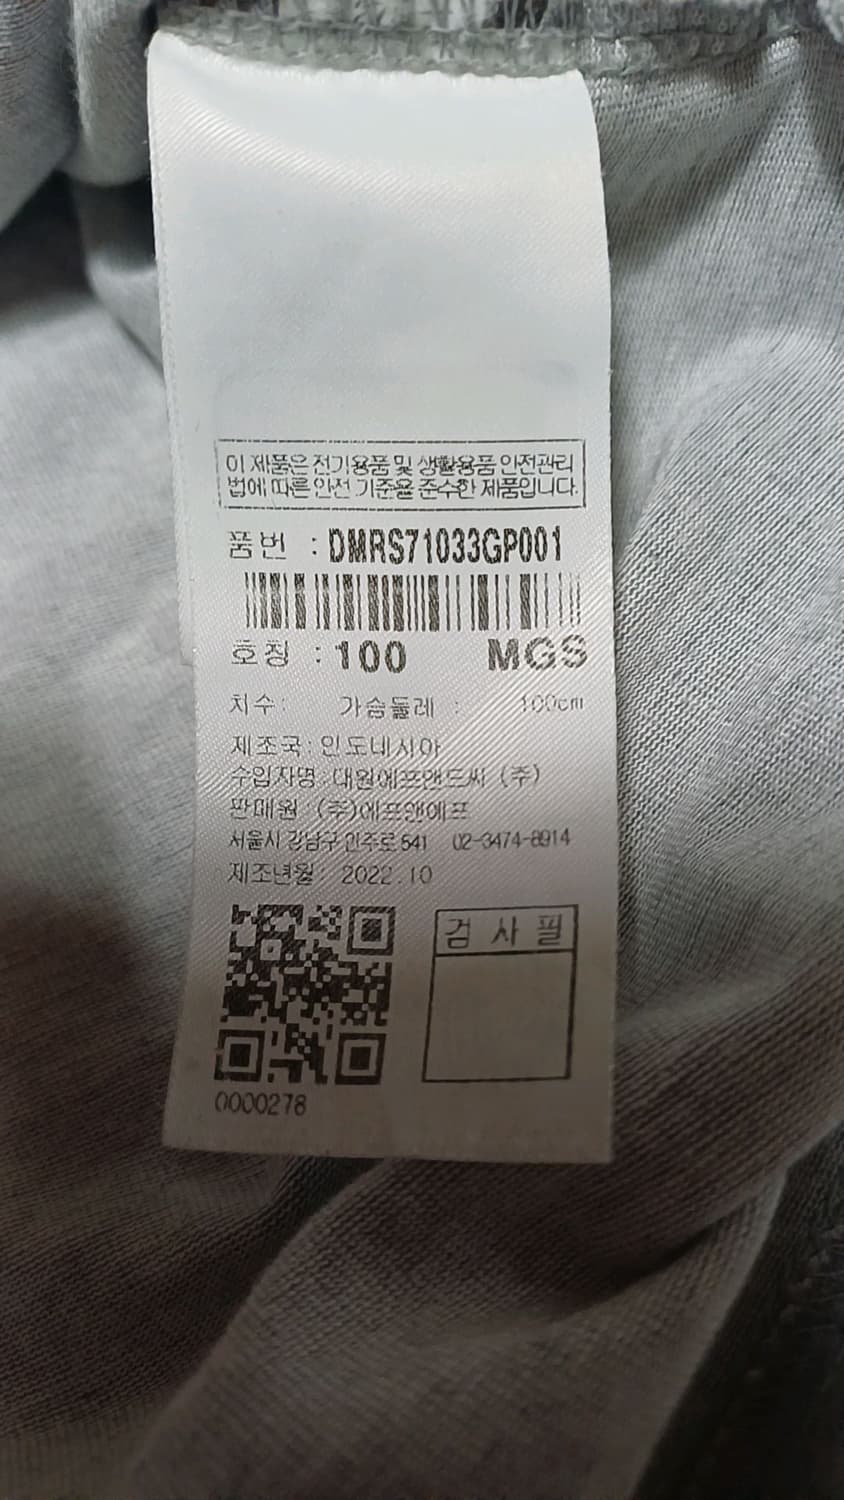 이 제품은 전기용품 및 생활용품 안전관리
법에 따른 안전 기준을 준수한 제품입니다.
품번 : DMRS71033GP001
호칭 : 100 MGS
치수: 가슴둘레 : 100cm
제조국: 인도네시아
수입자명 : 대원에프앤드씨 (주)
판매원 : (주)에프앤에프
서울시 강남구 언주로 541 02-3474-8914
제조년월: 2022.10
검 사 필
0000278